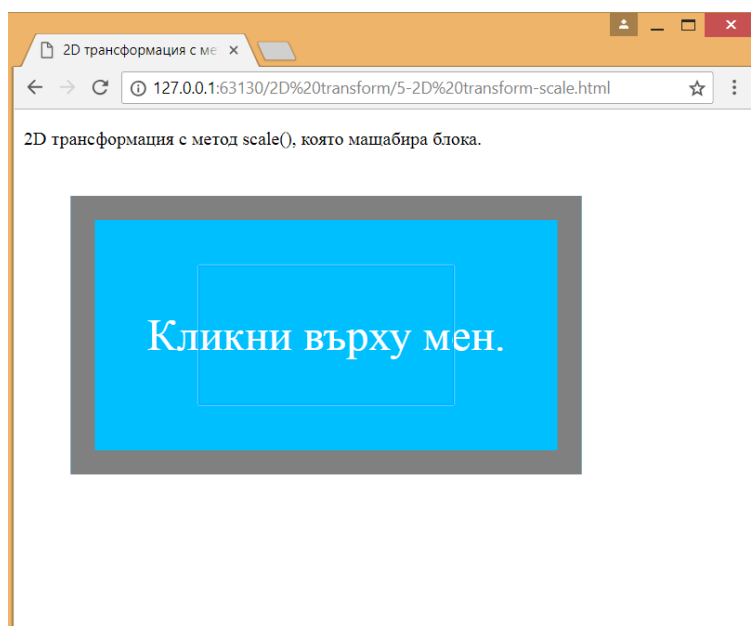 2D трансформация с ме
127.0.0.1:63130/2D%20transform/5-2D%20transform-scale.html
2D трансформация с метод scale(), която мащабира блока.
Кликни върху мен.